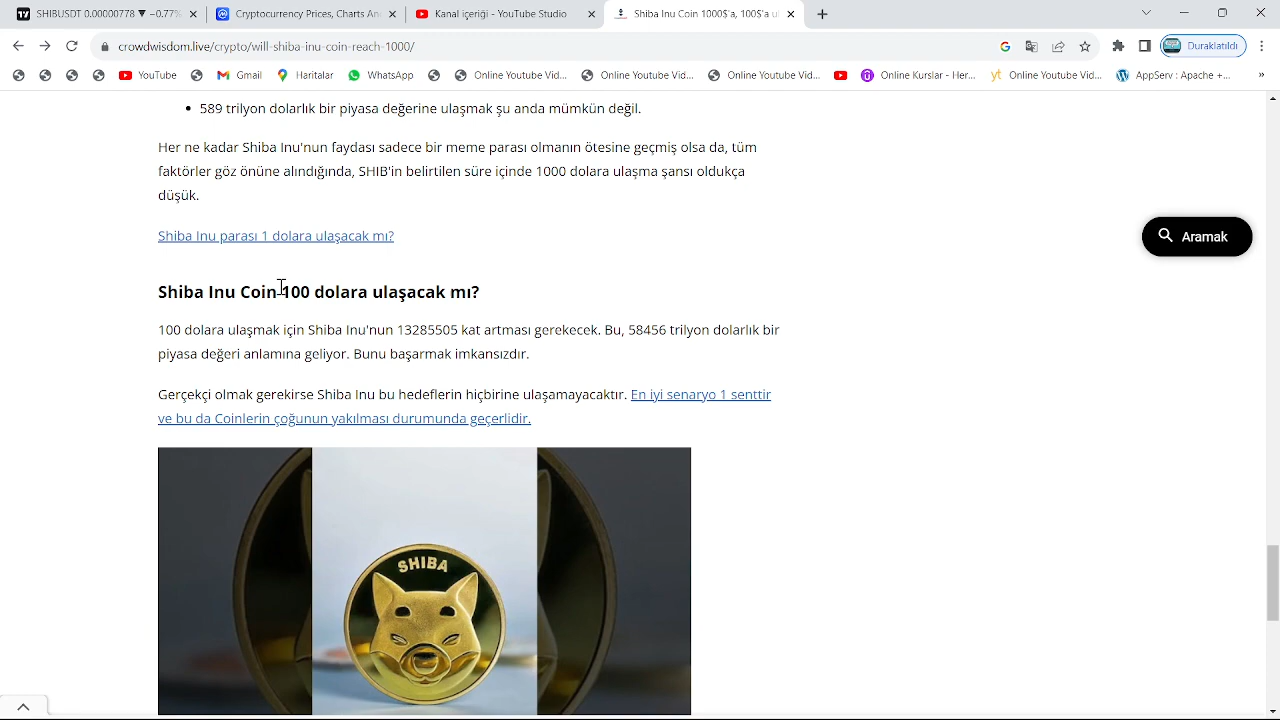 SHIBUSDT 0.00000778 ▼ −0.77%
Cryptocurrency Prices, Charts An
Kanal içeriği - YouTube Studio
Shiba Inu Coin 1000$'a, 100$'a u
crowdwisdom.live/crypto/will-shiba-inu-coin-reach-1000/
Duraklatıldı
YouTube
Gmail
Haritalar
WhatsApp
Online Youtube Vid...
Online Youtube Vid...
Online Youtube Vid...
Online Kurslar - Her...
Online Youtube Vid...
AppServ : Apache +...
• 589 trilyon dolarlık bir piyasa değerine ulaşmak şu anda mümkün değil.
Her ne kadar Shiba Inu'nun faydası sadece bir meme parası olmanın ötesine geçmiş olsa da, tüm
faktörler göz önüne alındığında, SHIB'in belirtilen süre içinde 1000 dolara ulaşma şansı oldukça
düşük.
Aramak
Shiba Inu parası 1 dolara ulaşacak mı?
Shiba Inu Coin 100 dolara ulaşacak mı?
100 dolara ulaşmak için Shiba Inu'nun 13285505 kat artması gerekecek. Bu, 58456 trilyon dolarlık bir
piyasa değeri anlamına geliyor. Bunu başarmak imkansızdır.
Gerçekçi olmak gerekirse Shiba Inu bu hedeflerin hiçbirine ulaşamayacaktır. En iyi senaryo 1 senttir
ve bu da Coinlerin çoğunun yakılması durumunda geçerlidir.
SHIBA